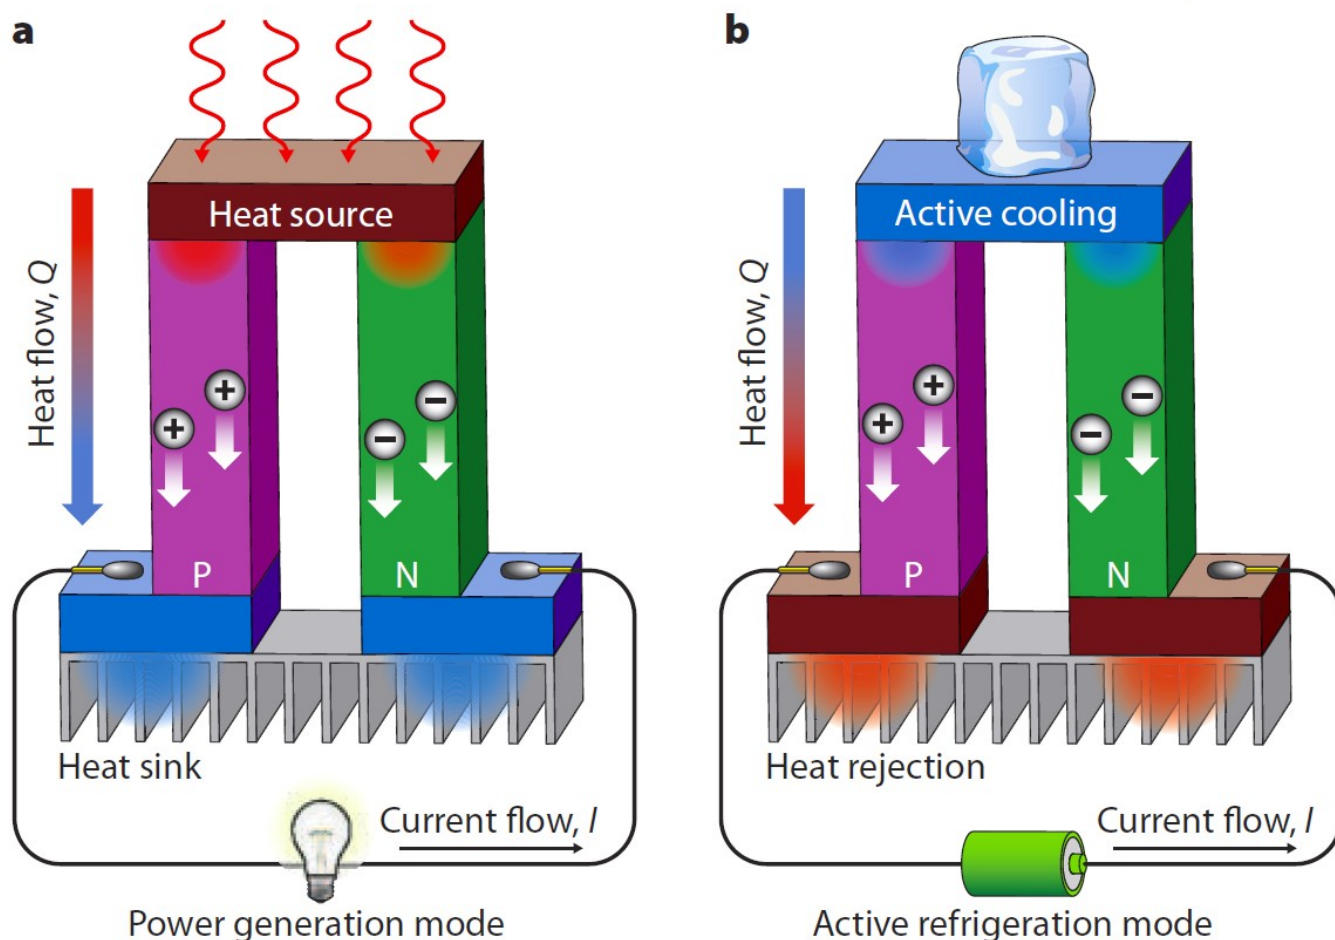 a
Heat source
Heat flow, Q
+
+
−
−
P
N
Heat sink
Current flow, I
Power generation mode
b
Active cooling
Heat flow, Q
+
+
−
−
P
N
Heat rejection
Current flow, I
Active refrigeration mode